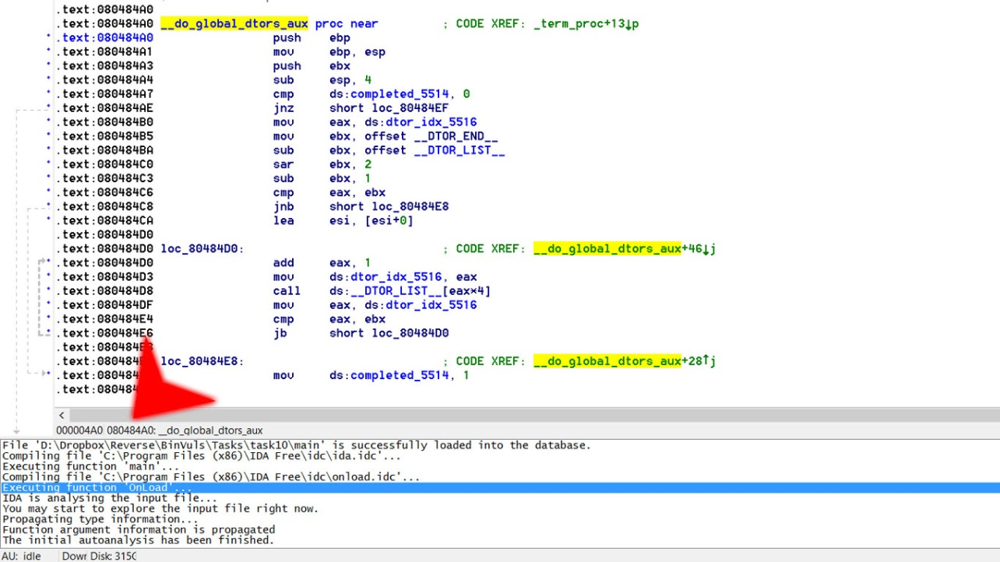 .text:080484A0
.text:080484A0 __do_global_dtors_aux proc near ; CODE XREF: _term_proc+13↓p
.text:080484A0 push ebp
.text:080484A1 mov ebp, esp
.text:080484A3 push ebx
.text:080484A4 sub esp, 4
.text:080484A7 cmp ds:completed_5514, 0
.text:080484AE jnz short loc_80484EF
.text:080484B0 mov eax, ds:dtor_idx_5516
.text:080484B5 mov ebx, offset __DTOR_END__
.text:080484BA sub ebx, offset __DTOR_LIST__
.text:080484C0 sar ebx, 2
.text:080484C3 sub ebx, 1
.text:080484C6 cmp eax, ebx
.text:080484C8 jnb short loc_80484E8
.text:080484CA lea esi, [esi+0]
.text:080484D0
.text:080484D0 loc_80484D0: ; CODE XREF: __do_global_dtors_aux+46↓j
.text:080484D0 add eax, 1
.text:080484D3 mov ds:dtor_idx_5516, eax
.text:080484D8 call ds:__DTOR_LIST__[eax*4]
.text:080484DF mov eax, ds:dtor_idx_5516
.text:080484E4 cmp eax, ebx
.text:080484E6 jb short loc_80484D0
.text:080484E8
.text:080484 loc_80484E8: ; CODE XREF: __do_global_dtors_aux+28↑j
.text:080484 mov ds:completed_5514, 1
.text:080484
000004A0 080484A0: __do_global_dtors_aux
File 'D:\Dropbox\Reverse\BinVuls\Tasks\task10\main' is successfully loaded into the database.
Compiling file 'C:\Program Files (x86)\IDA Free\idc\ida.idc'...
Executing function 'main'...
Compiling file 'C:\Program Files (x86)\IDA Free\idc\onload.idc'...
Executing function 'OnLoad'...
IDA is analysing the input file...
You may start to explore the input file right now.
Propagating type information...
Function argument information is propagated
The initial autoanalysis has been finished.
AU: idle Down Disk: 315G